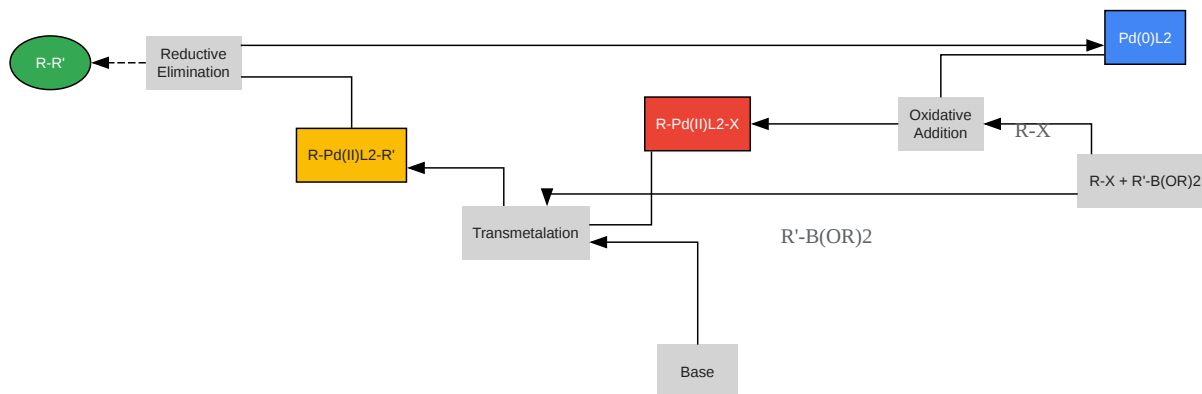 Pd(0)L2
R-R'
Reductive
Elimination
Oxidative
Addition
R-Pd(II)L2-X
R-X
R-Pd(II)L2-R'
R-X + R'-B(OR)2
Transmetalation
R'-B(OR)2
Base